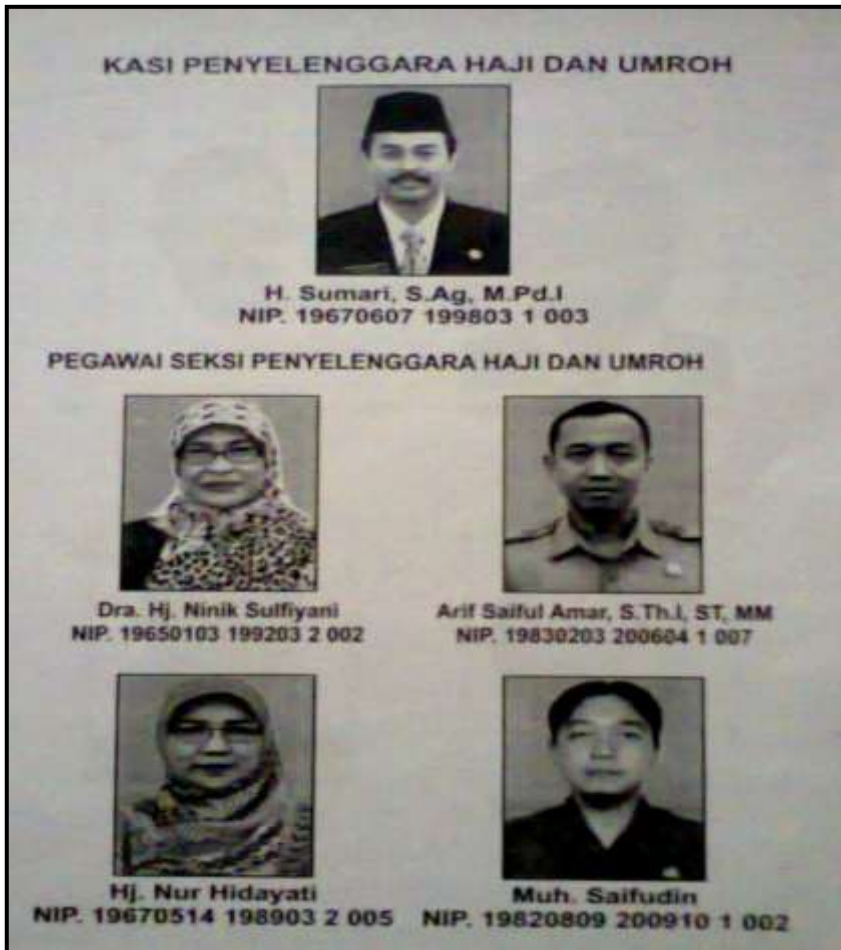 KASI PENYELENGGARA HAJI DAN UMROH
H. Sumari, S.Ag, M.Pd.I
NIP. 19670607 199803 1 003
PEGAWAI SEKSI PENYELENGGARA HAJI DAN UMROH
Dra. Hj. Ninik Sulfiyani
NIP. 19650103 199203 2 002
Arif Saiful Amar, S.Th.I, ST, MM
NIP. 19830203 200604 1 007
Hj. Nur Hidayati
NIP. 19670514 198903 2 005
Muh. Saifudin
NIP. 19820809 200910 1 002